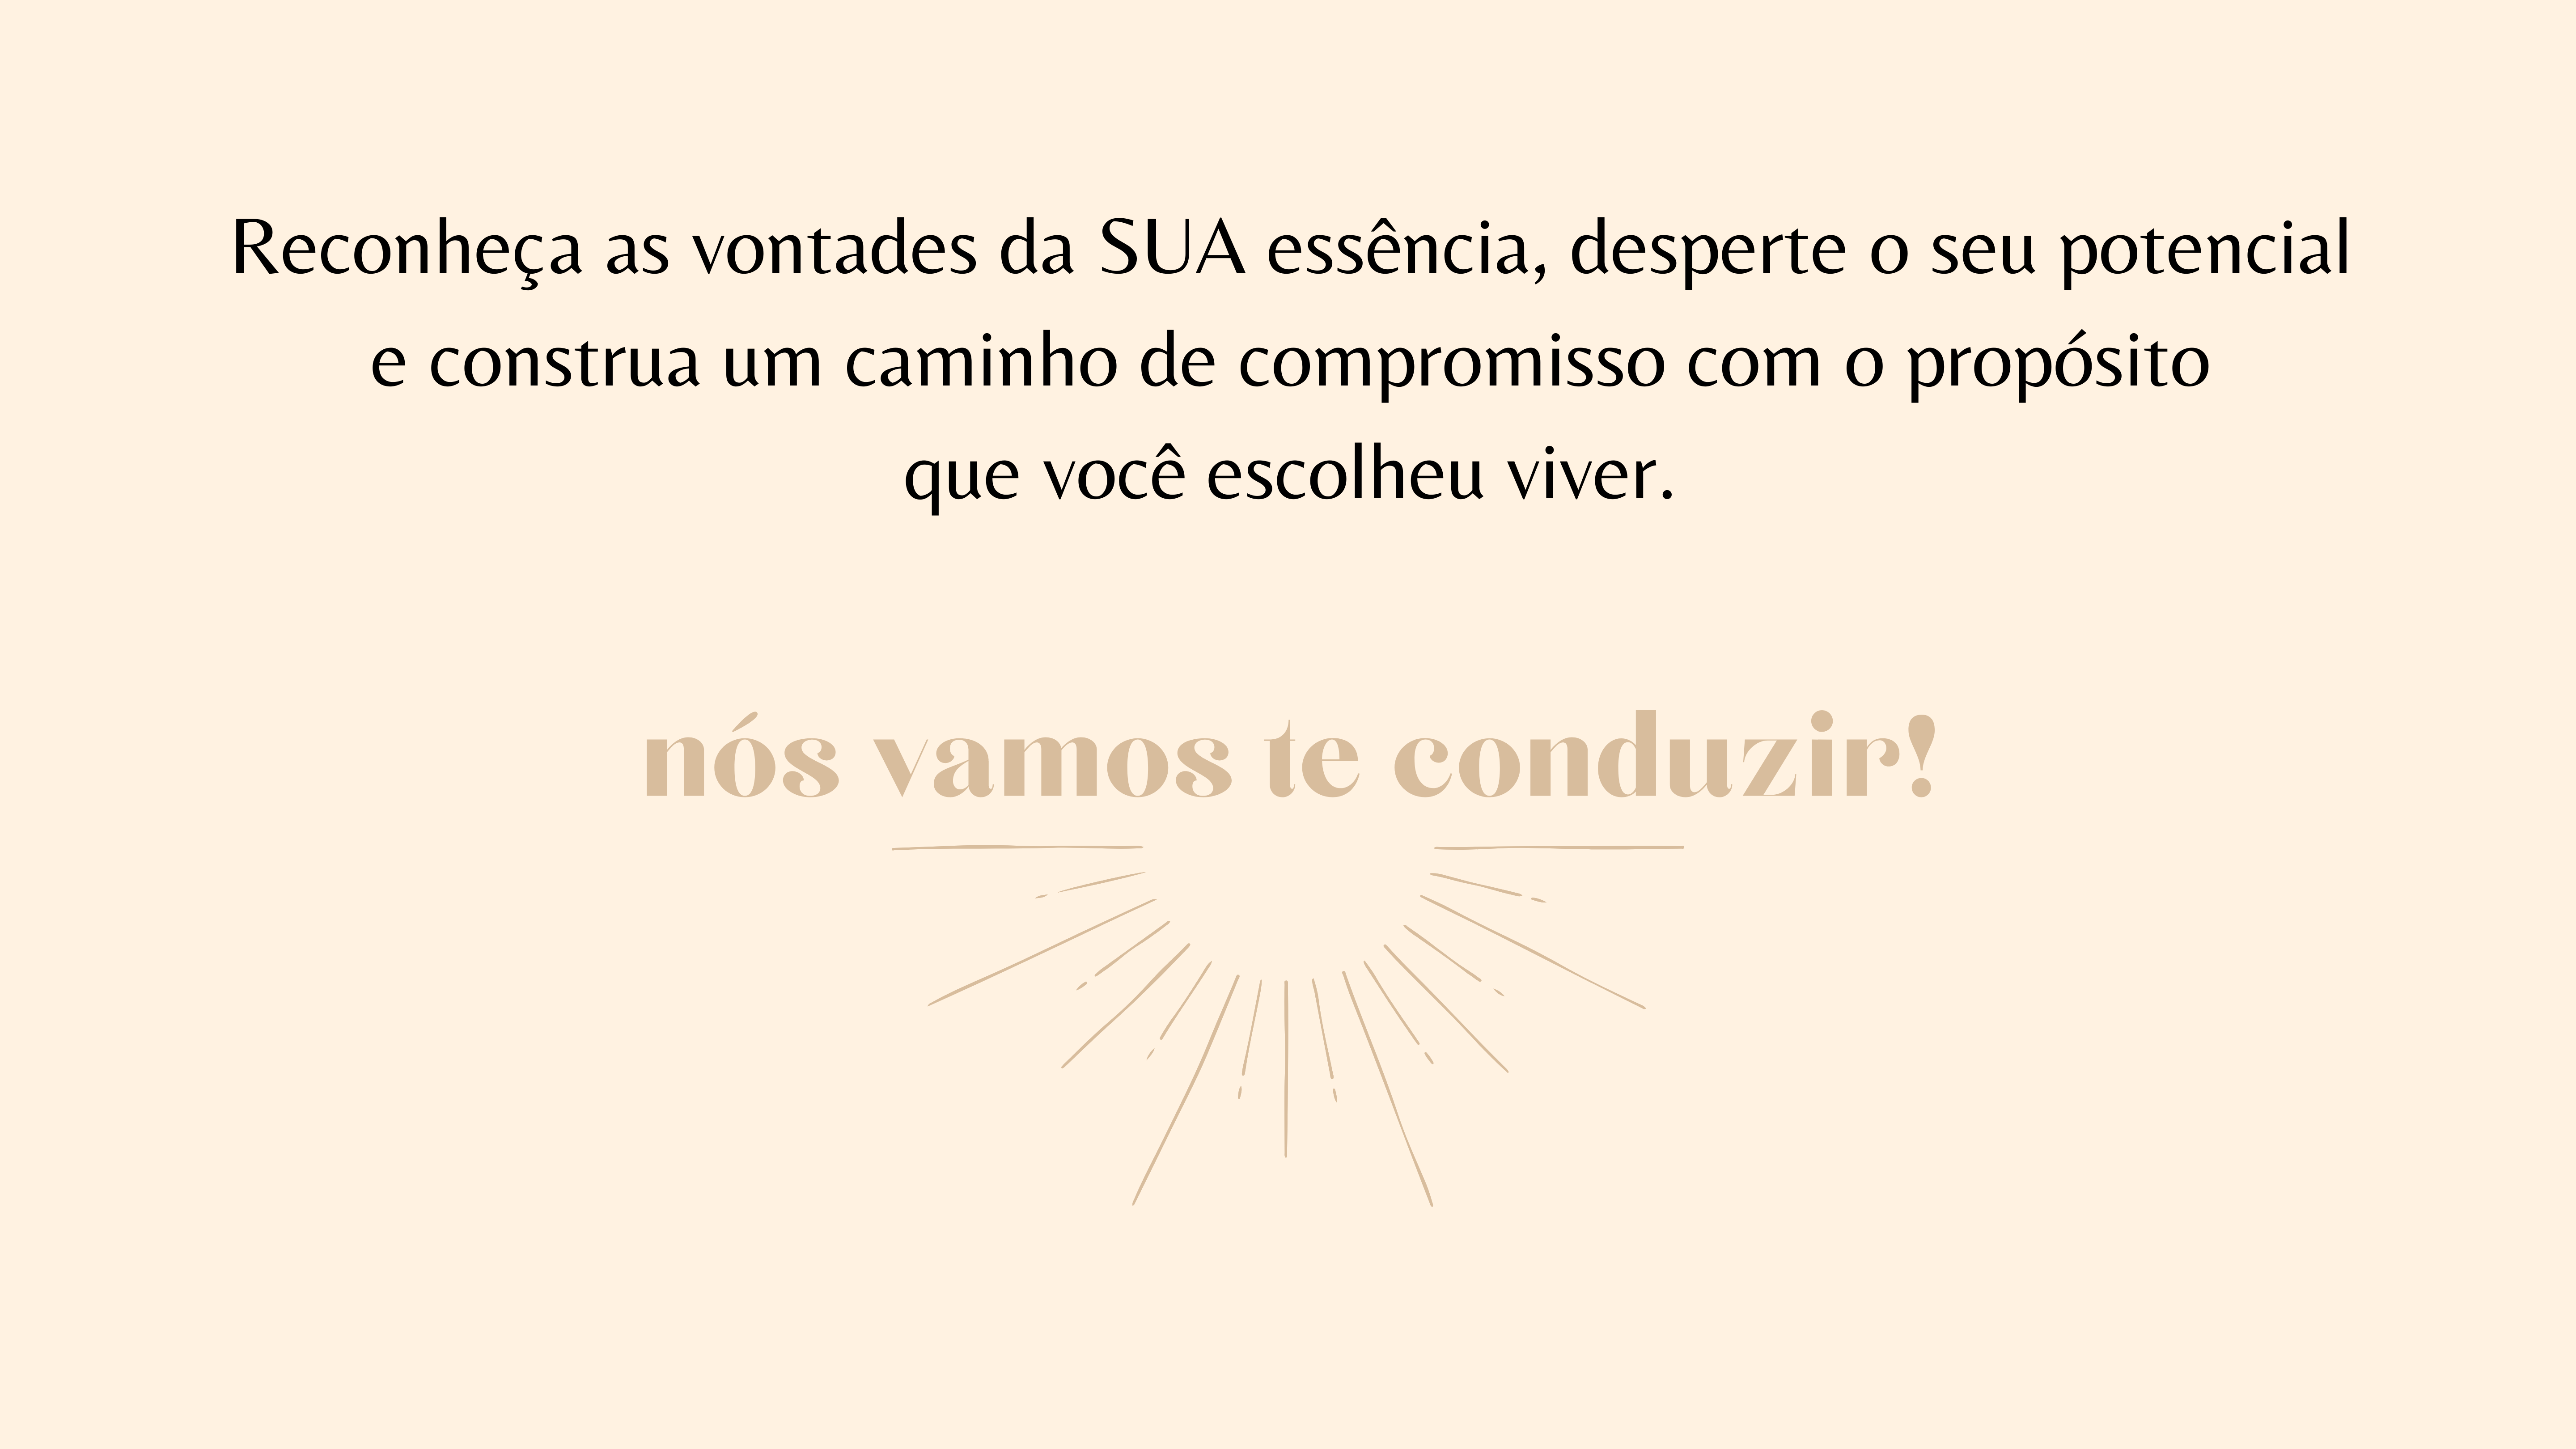 Reconheça as vontades da SUA essência, desperte o seu potencial
e construa um caminho de compromisso com o propósito
que você escolheu viver.
nós vamos te conduzir!